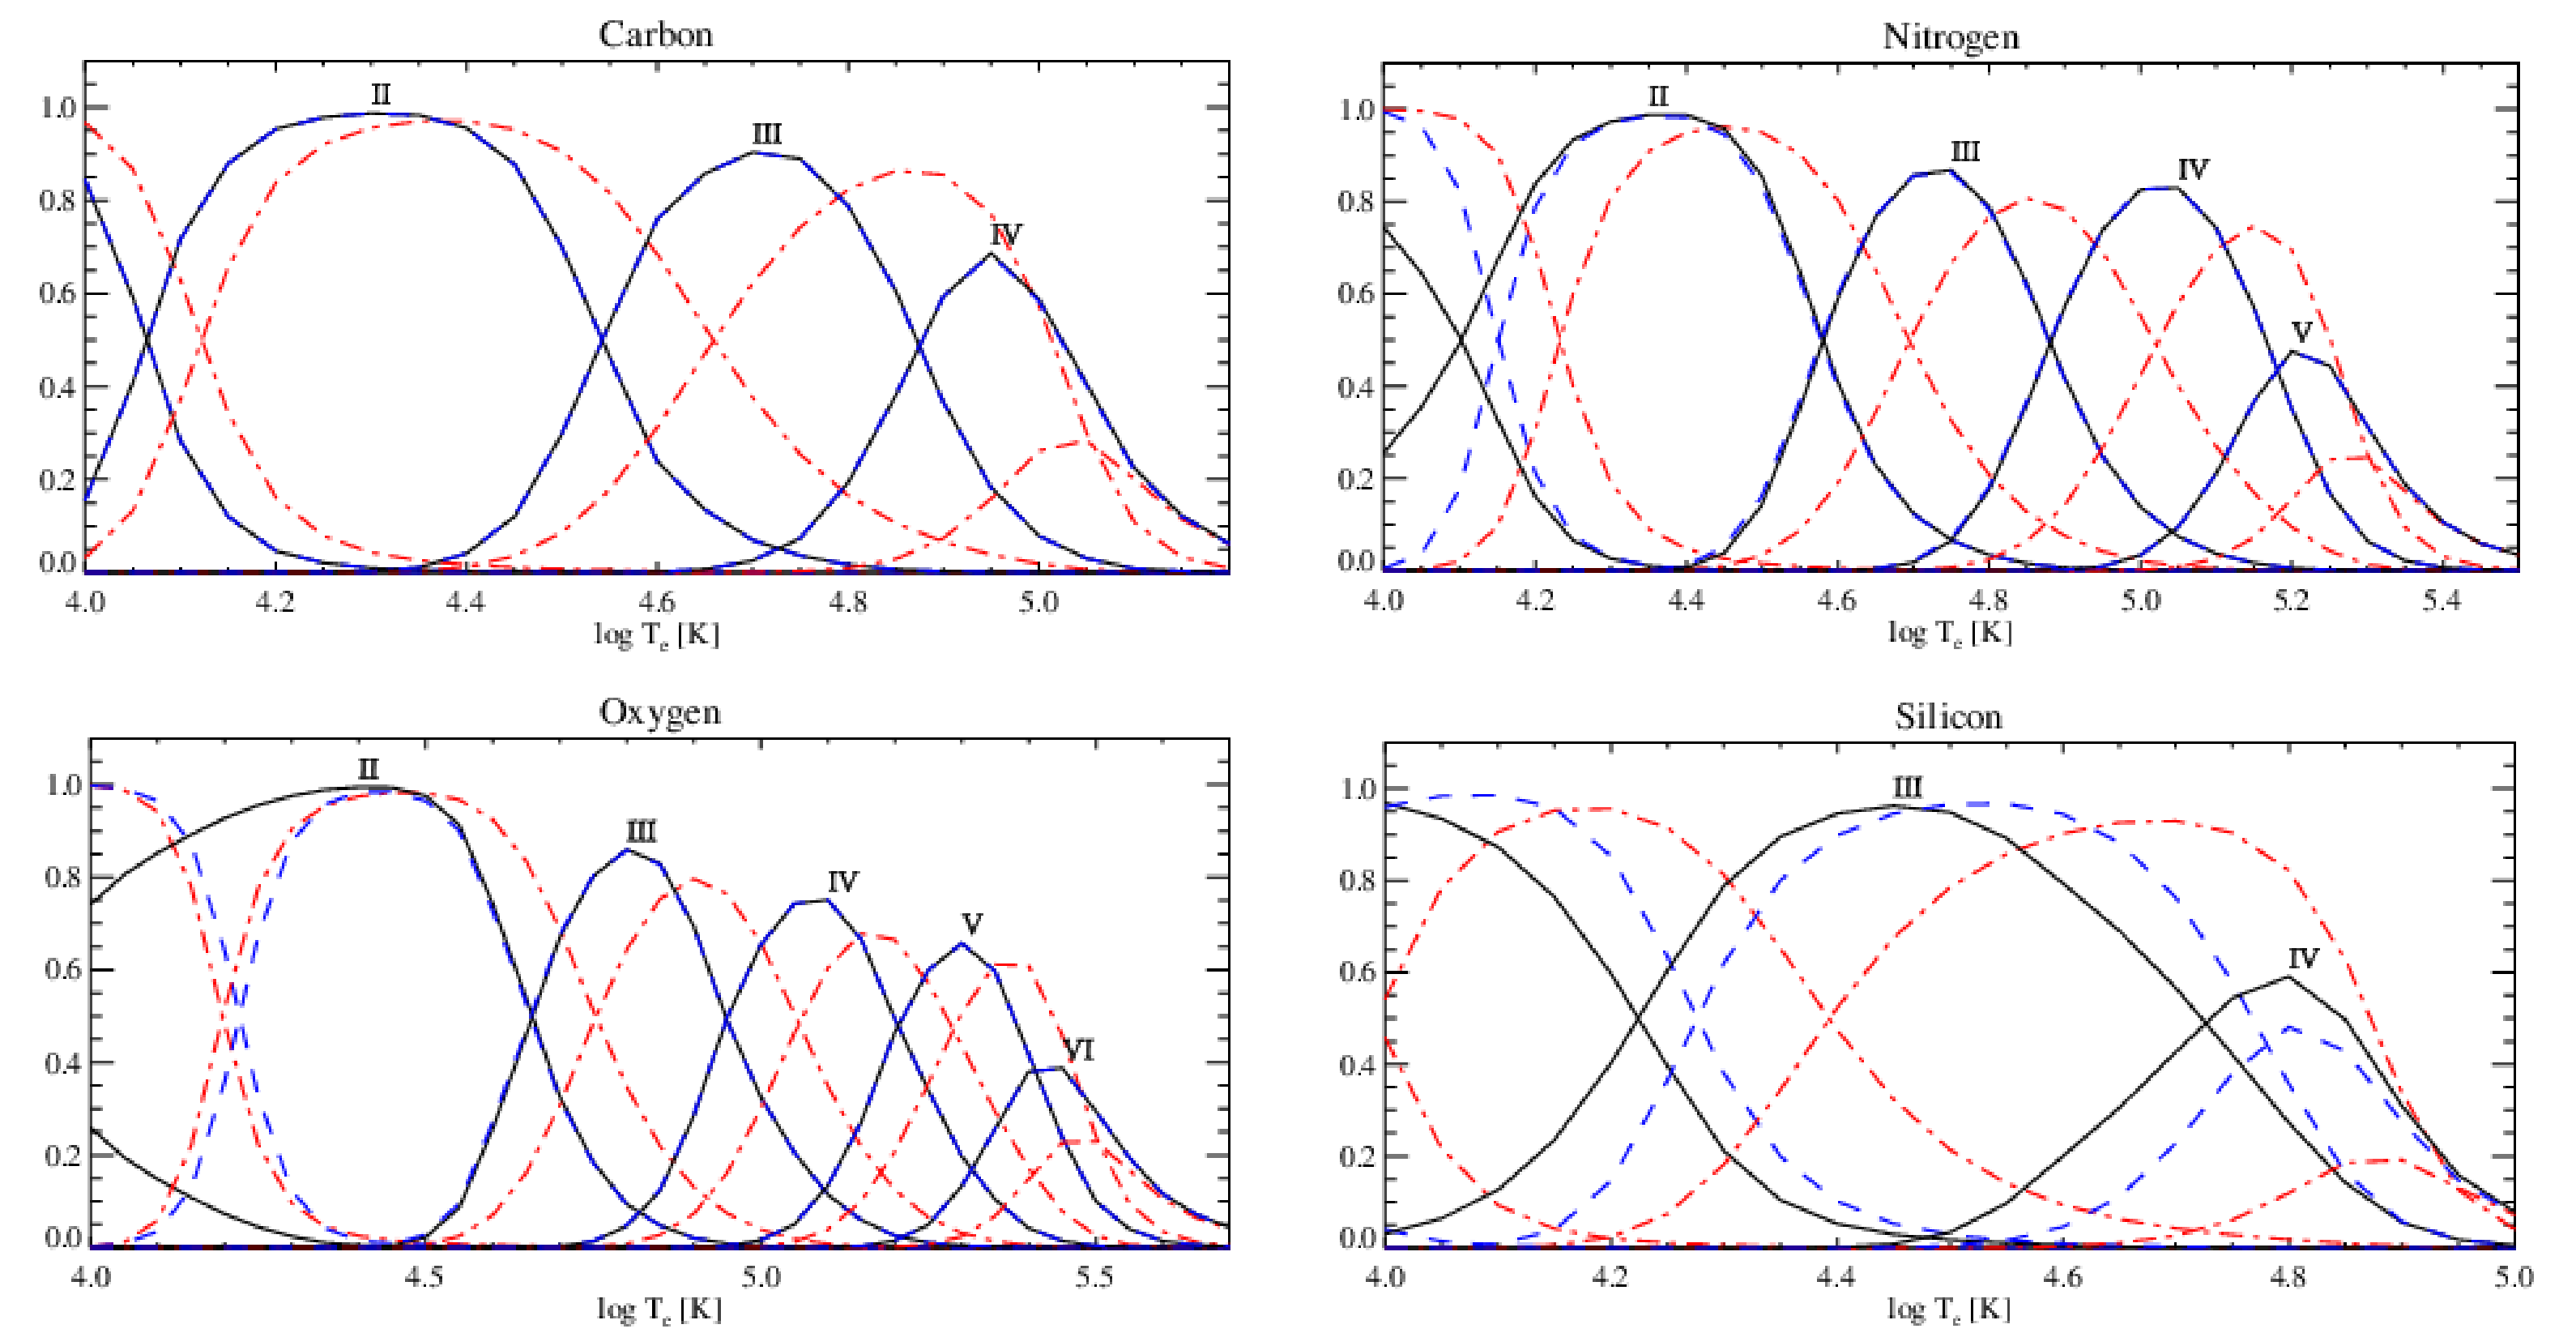 Carbon
II
III
IV
1.0
0.8
0.6
0.4
0.2
0.0
4.0 4.2 4.4 4.6 4.8 5.0
log Te [K]
Nitrogen
II
III
IV
V
1.0
0.8
0.6
0.4
0.2
0.0
4.0 4.2 4.4 4.6 4.8 5.0 5.2 5.4
log Te [K]
Oxygen
II
III
IV
V
VI
1.0
0.8
0.6
0.4
0.2
0.0
4.0 4.5 5.0 5.5
log Te [K]
Silicon
III
IV
1.0
0.8
0.6
0.4
0.2
0.0
4.0 4.2 4.4 4.6 4.8 5.0
log Te [K]